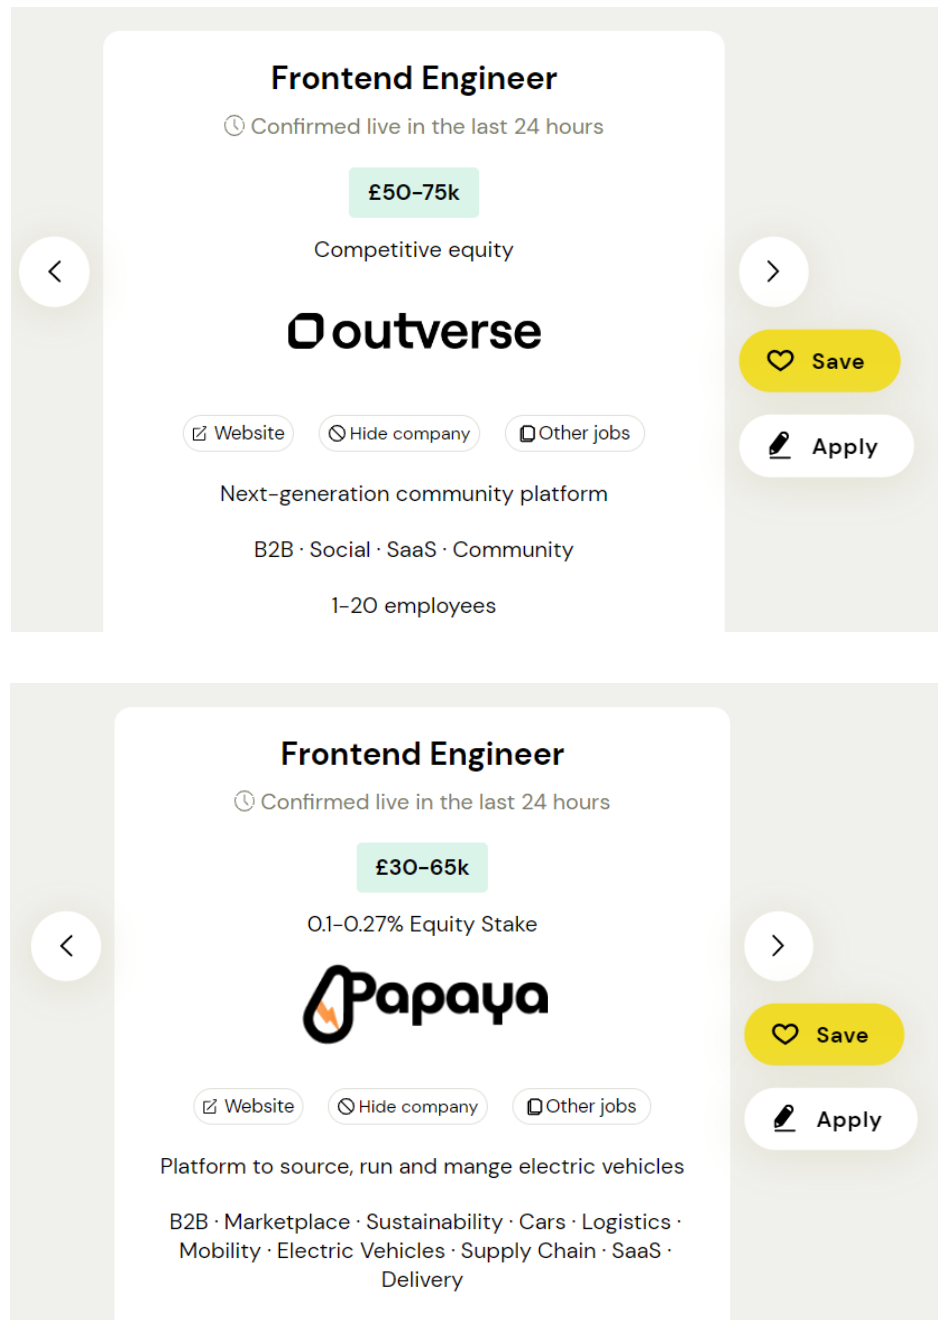 Frontend Engineer
Confirmed live in the last 24 hours
£50-75k
Competitive equity
outverse
Website Hide company Other jobs
Save
Apply
Next-generation community platform
B2B · Social · SaaS · Community
1-20 employees
Frontend Engineer
Confirmed live in the last 24 hours
£30-65k
0.1-0.27% Equity Stake
Papaya
Save
Website Hide company Other jobs
Apply
Platform to source, run and mange electric vehicles
B2B · Marketplace · Sustainability · Cars · Logistics ·
Mobility · Electric Vehicles · Supply Chain · SaaS ·
Delivery